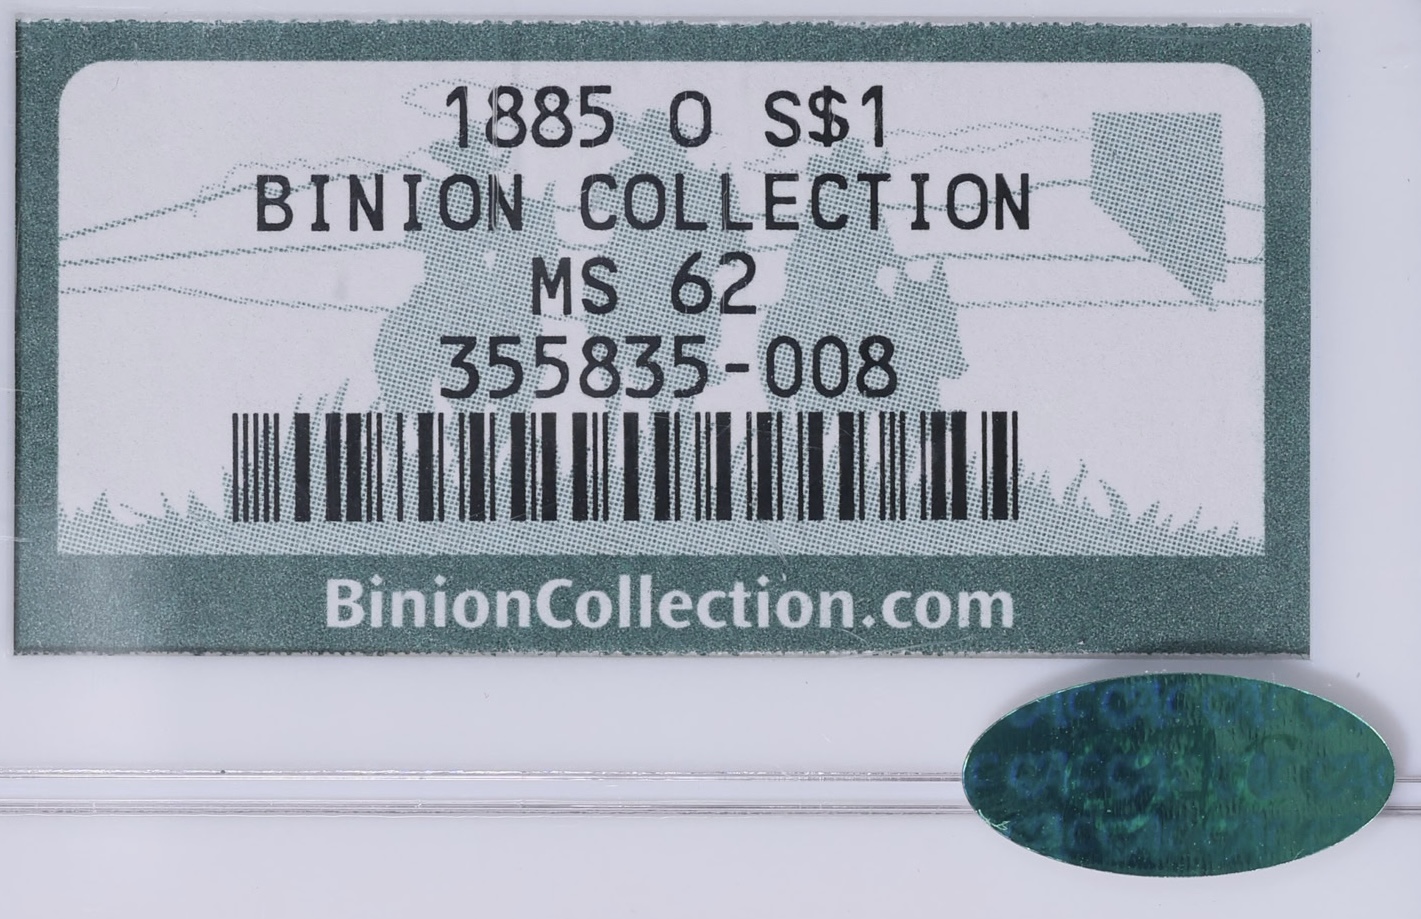 1885 O S$1
BINION COLLECTION
MS 62
355835-008
BinionCollection.com